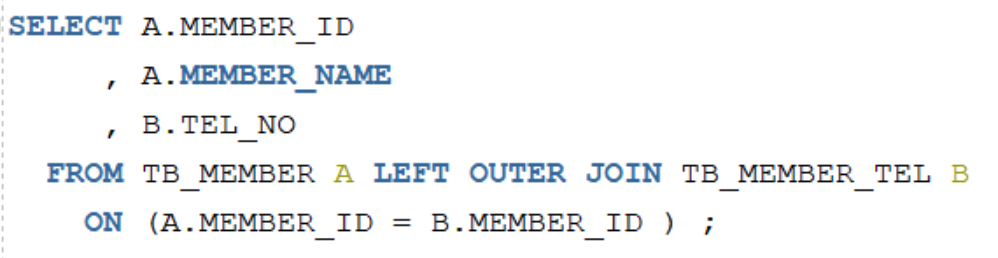 SELECT A.MEMBER_ID
, A.MEMBER_NAME
, B.TEL_NO
FROM TB_MEMBER A LEFT OUTER JOIN TB_MEMBER_TEL B
ON (A.MEMBER_ID = B.MEMBER_ID ) ;